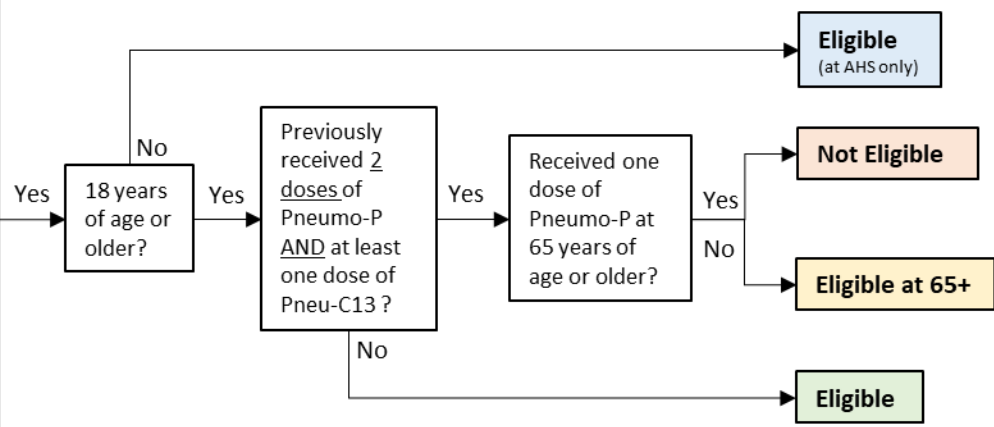 Eligible
(at AHS only)
No
Yes
18 years
of age or
older?
Yes
Previously
received 2
doses of
Pneumo-P
AND at least
one dose of
Pneu-C13 ?
Yes
Received one
dose of
Pneumo-P at
65 years of
age or older?
Yes
No
Not Eligible
Eligible at 65+
No
Eligible